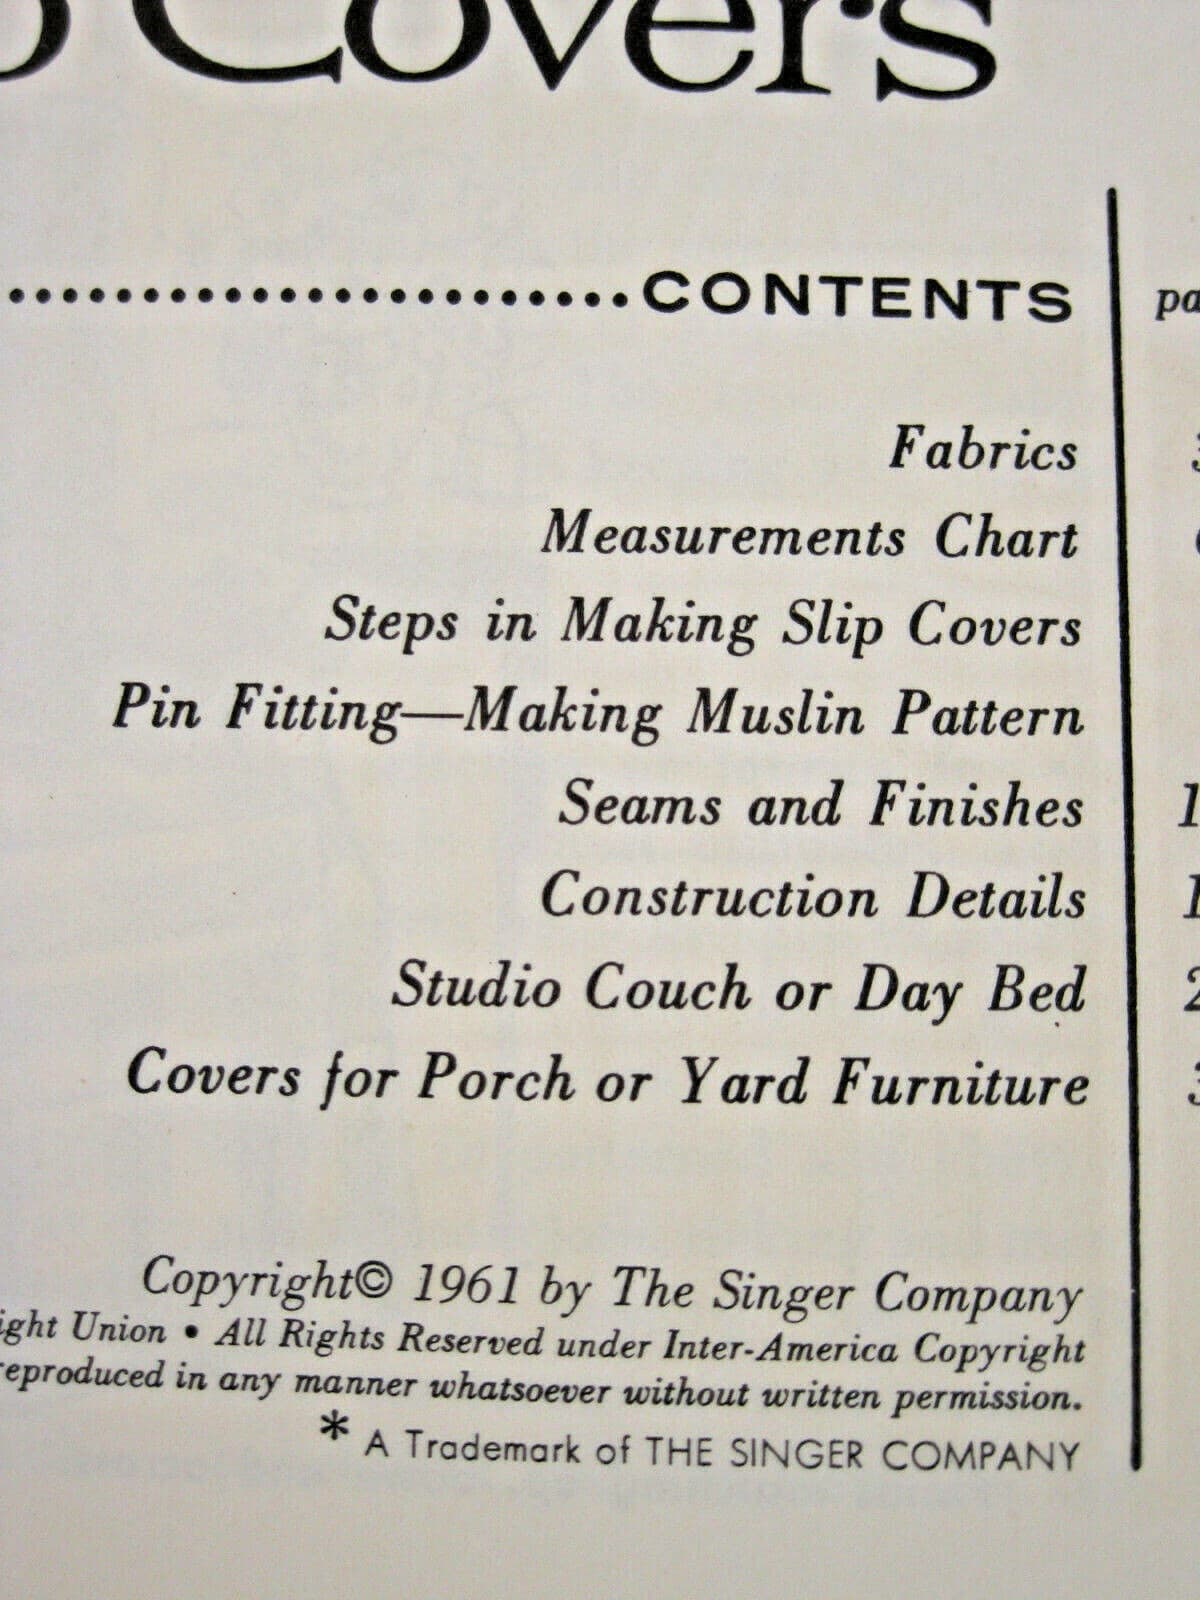 Covers
CONTENTS
Fabrics
Measurements Chart
Steps in Making Slip Covers
Pin Fitting—Making Muslin Pattern
Seams and Finishes
Construction Details
Studio Couch or Day Bed
Covers for Porch or Yard Furniture
Copyright© 1961 by The Singer Company
Union • All Rights Reserved under Inter-America Copyright
reproduced in any manner whatsoever without written permission.
* A Trademark of THE SINGER COMPANY